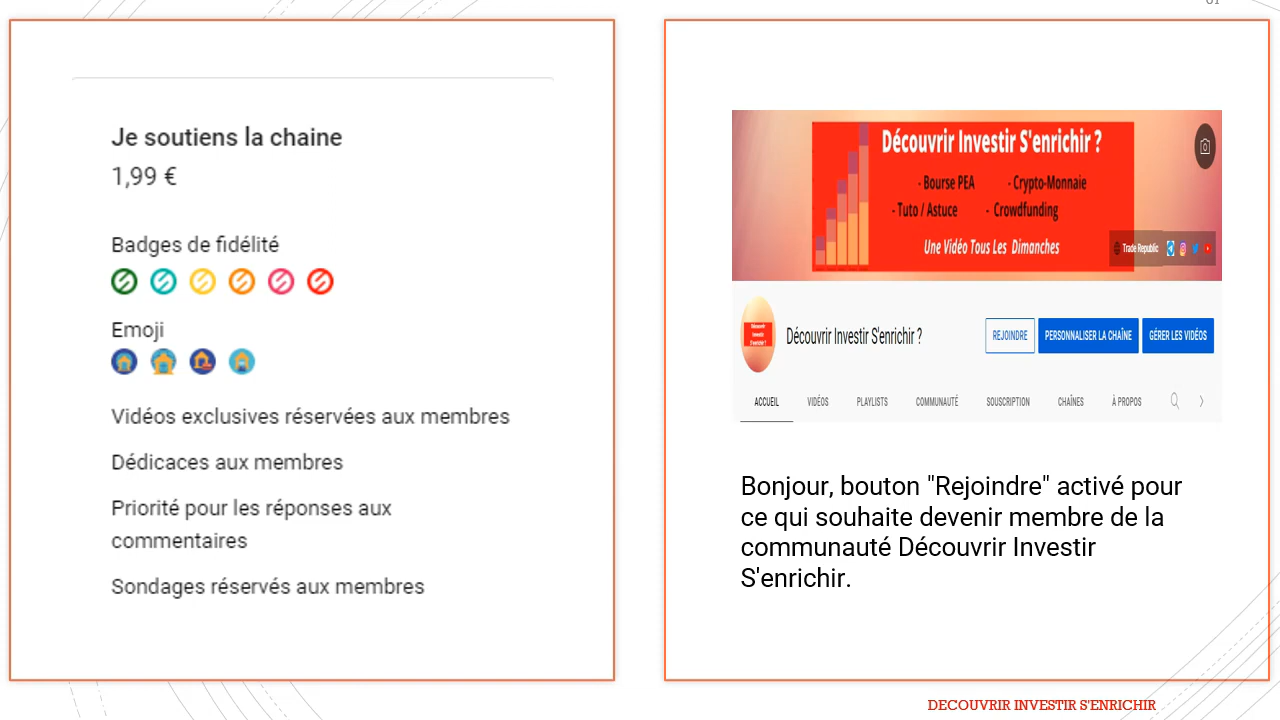 Je soutiens la chaine
1,99 €
Badges de fidélité
Emoji
Vidéos exclusives réservées aux membres
Dédicaces aux membres
Priorité pour les réponses aux
commentaires
Sondages réservés aux membres
Découvrir Investir S'enrichir ?
- Bourse PEA - Crypto-Monnaie
- Tuto / Astuce - Crowdfunding
Une Vidéo Tous Les Dimanches
Trade Republic
Découvrir Investir S'enrichir ?
REJOINDRE PERSONNALISER LA CHAÎNE GÉRER LES VIDÉOS
ACCUEIL VIDÉOS PLAYLISTS COMMUNAUTÉ SOUSCRIPTION CHAÎNES À PROPOS
Bonjour, bouton "Rejoindre" activé pour
ce qui souhaite devenir membre de la
communauté Découvrir Investir
S'enrichir.
DECOUVRIR INVESTIR S'ENRICHIR